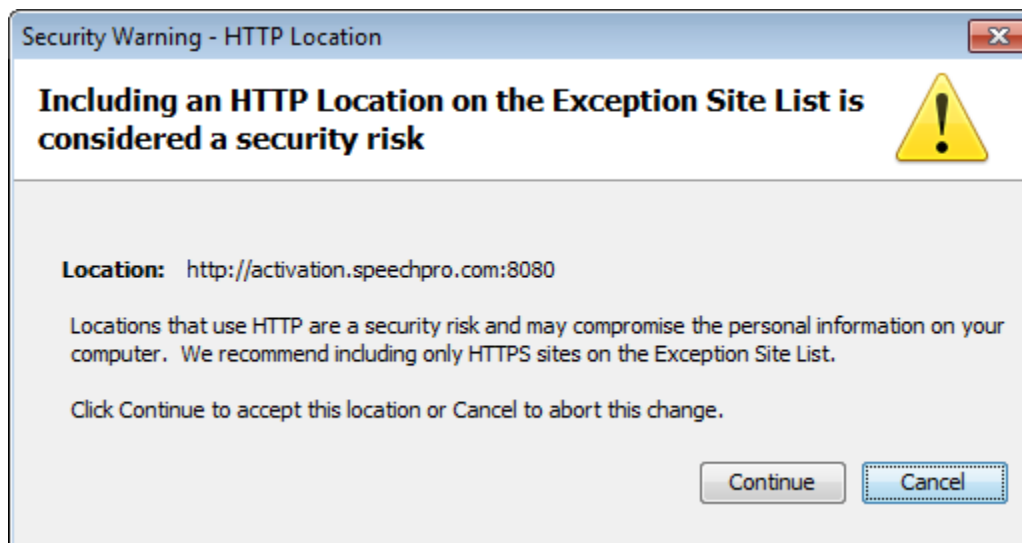 Security Warning - HTTP Location
Including an HTTP Location on the Exception Site List is
considered a security risk
Location: http://activation.speechpro.com:8080
Locations that use HTTP are a security risk and may compromise the personal information on your
computer. We recommend including only HTTPS sites on the Exception Site List.
Click Continue to accept this location or Cancel to abort this change.
Continue Cancel